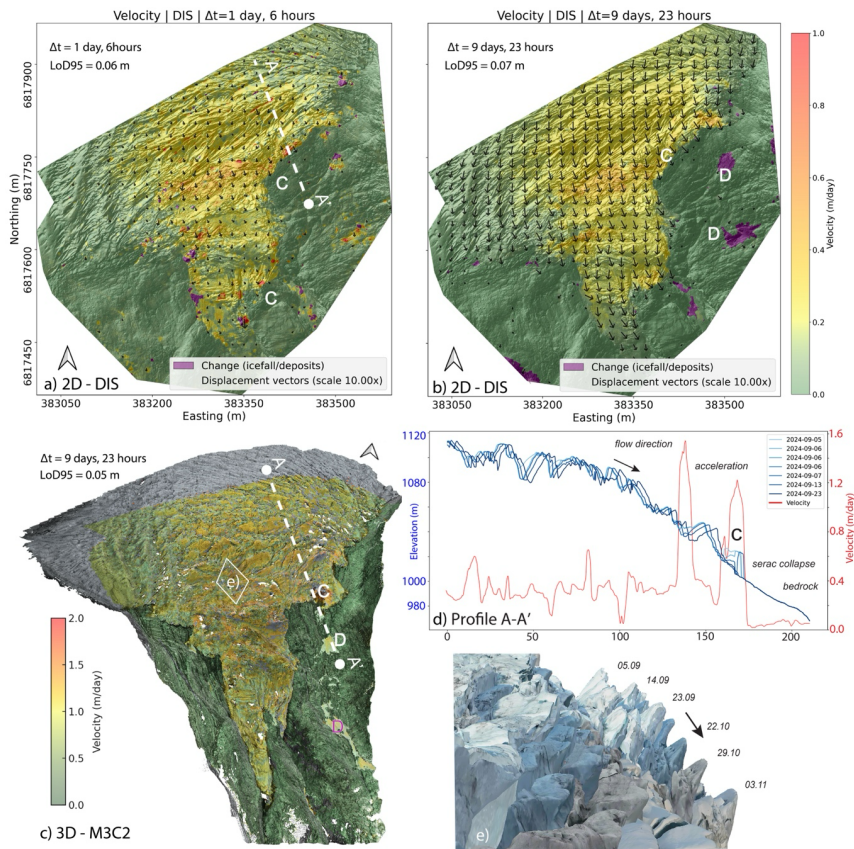 Velocity | DIS | Δt=1 day, 6 hours
Δt = 1 day, 6hours
LoD95 = 0.06 m
A
C
A'
C
6817900
6817750
6817600
6817450
Northing (m)
Change (icefall/deposits)
Displacement vectors (scale 10.00x)
a) 2D - DIS
383050
383200
383350
383500
Easting (m)
Velocity | DIS | Δt=9 days, 23 hours
Δt = 9 days, 23 hours
LoD95 = 0.07 m
C
D
D
Change (icefall/deposits)
Displacement vectors (scale 10.00x)
b) 2D - DIS
383050
383200
383350
383500
Easting (m)
1.0
0.8
0.6
0.4
0.2
0.0
Velocity (m/day)
Δt = 9 days, 23 hours
LoD95 = 0.05 m
A
e)
C
D
A'
D
2.0
1.5
1.0
0.5
0.0
Velocity (m/day)
c) 3D - M3C2
1120
1080
1040
1000
980
Elevation (m)
flow direction
acceleration
C
serac collapse
bedrock
2024-09-05
2024-09-06
2024-09-06
2024-09-06
2024-09-07
2024-09-13
2024-09-23
Velocity
1.6
1.2
0.8
0.4
0.0
Velocity (m/day)
d) Profile A-A'
0
50
100
150
200
05.09
14.09
23.09
22.10
29.10
03.11
e)